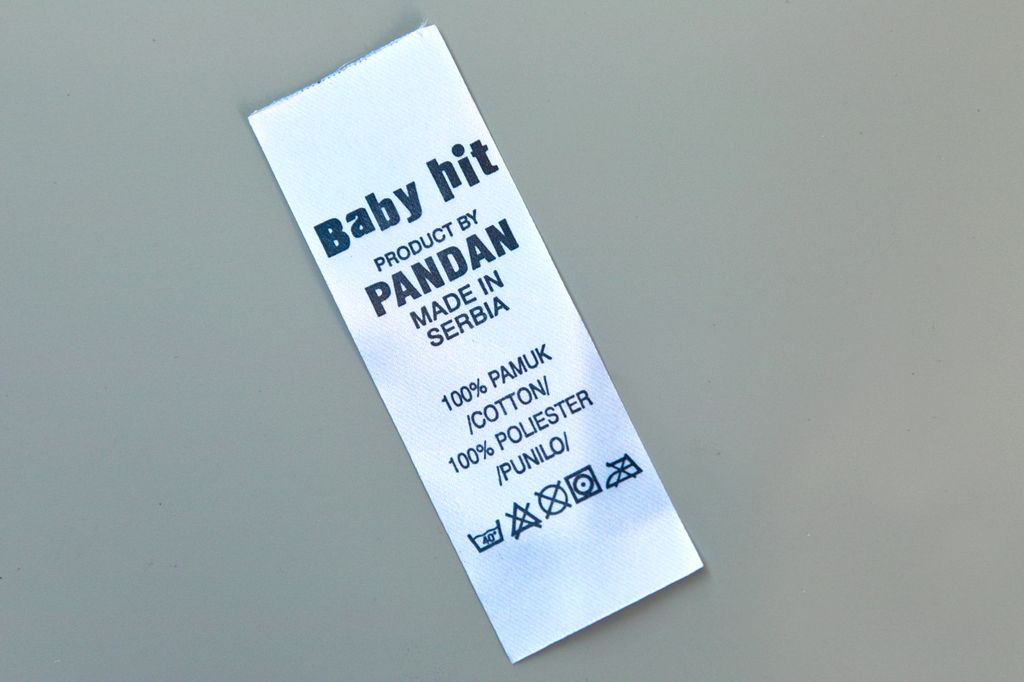 Baby hit
PRODUCT BY
PANDAN
MADE IN
SERBIA
100% PAMUK
/COTTON/
100% POLIESTER
/PUNILO/
40°